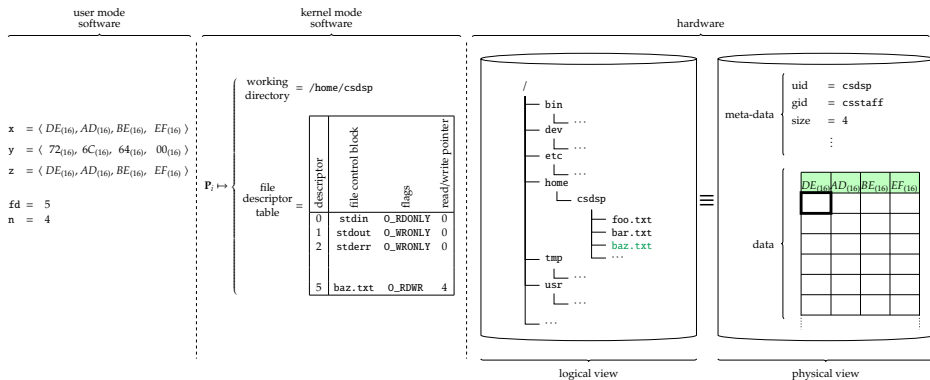 user mode
software
kernel mode
software
hardware
x = ⟨ DE(16), AD(16), BE(16), EF(16) ⟩
y = ⟨ 72(16), 6C(16), 64(16), 00(16) ⟩
z = ⟨ DE(16), AD(16), BE(16), EF(16) ⟩
fd = 5
n = 4
P_i ↦
working
directory = /home/csdsp
file
descriptor
table =
descriptor file control block flags read/write pointer
0 stdin O_RDONLY 0
1 stdout O_WRONLY 0
2 stderr O_WRONLY 0
5 baz.txt O_RDWR 4
/
bin
...
dev
...
etc
...
home
csdsp
foo.txt
bar.txt
baz.txt
...
tmp
...
usr
...
...
≡
meta-data
uid = csdsp
gid = csstaff
size = 4
⋮
data
DE(16) AD(16) BE(16) EF(16)
logical view
physical view